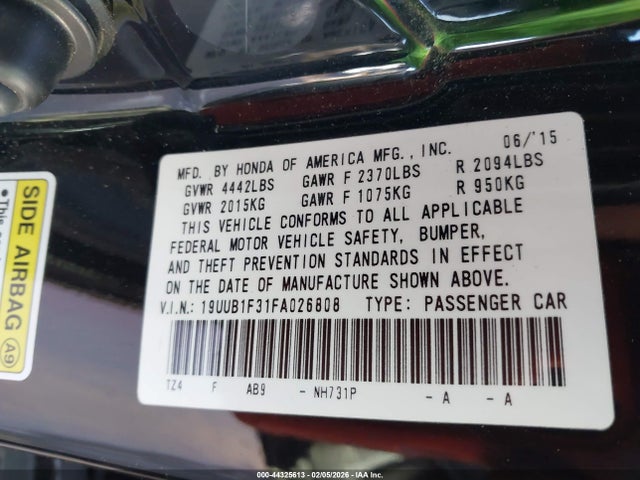 MFD. BY HONDA OF AMERICA MFG., INC. 06/'15
GVWR 4442LBS GAWR F 2370LBS R 2094LBS
GVWR 2015KG GAWR F 1075KG R 950KG
THIS VEHICLE CONFORMS TO ALL APPLICABLE
FEDERAL MOTOR VEHICLE SAFETY, BUMPER,
AND THEFT PREVENTION STANDARDS IN EFFECT
ON THE DATE OF MANUFACTURE SHOWN ABOVE.
V.I.N.: 19UUB1F31FA026808 TYPE: PASSENGER CAR
TZ4 F AB9 - NH731P - A - A
SIDE AIRBAG
A9
000-44325613 - 02/05/2026 - IAA Inc.